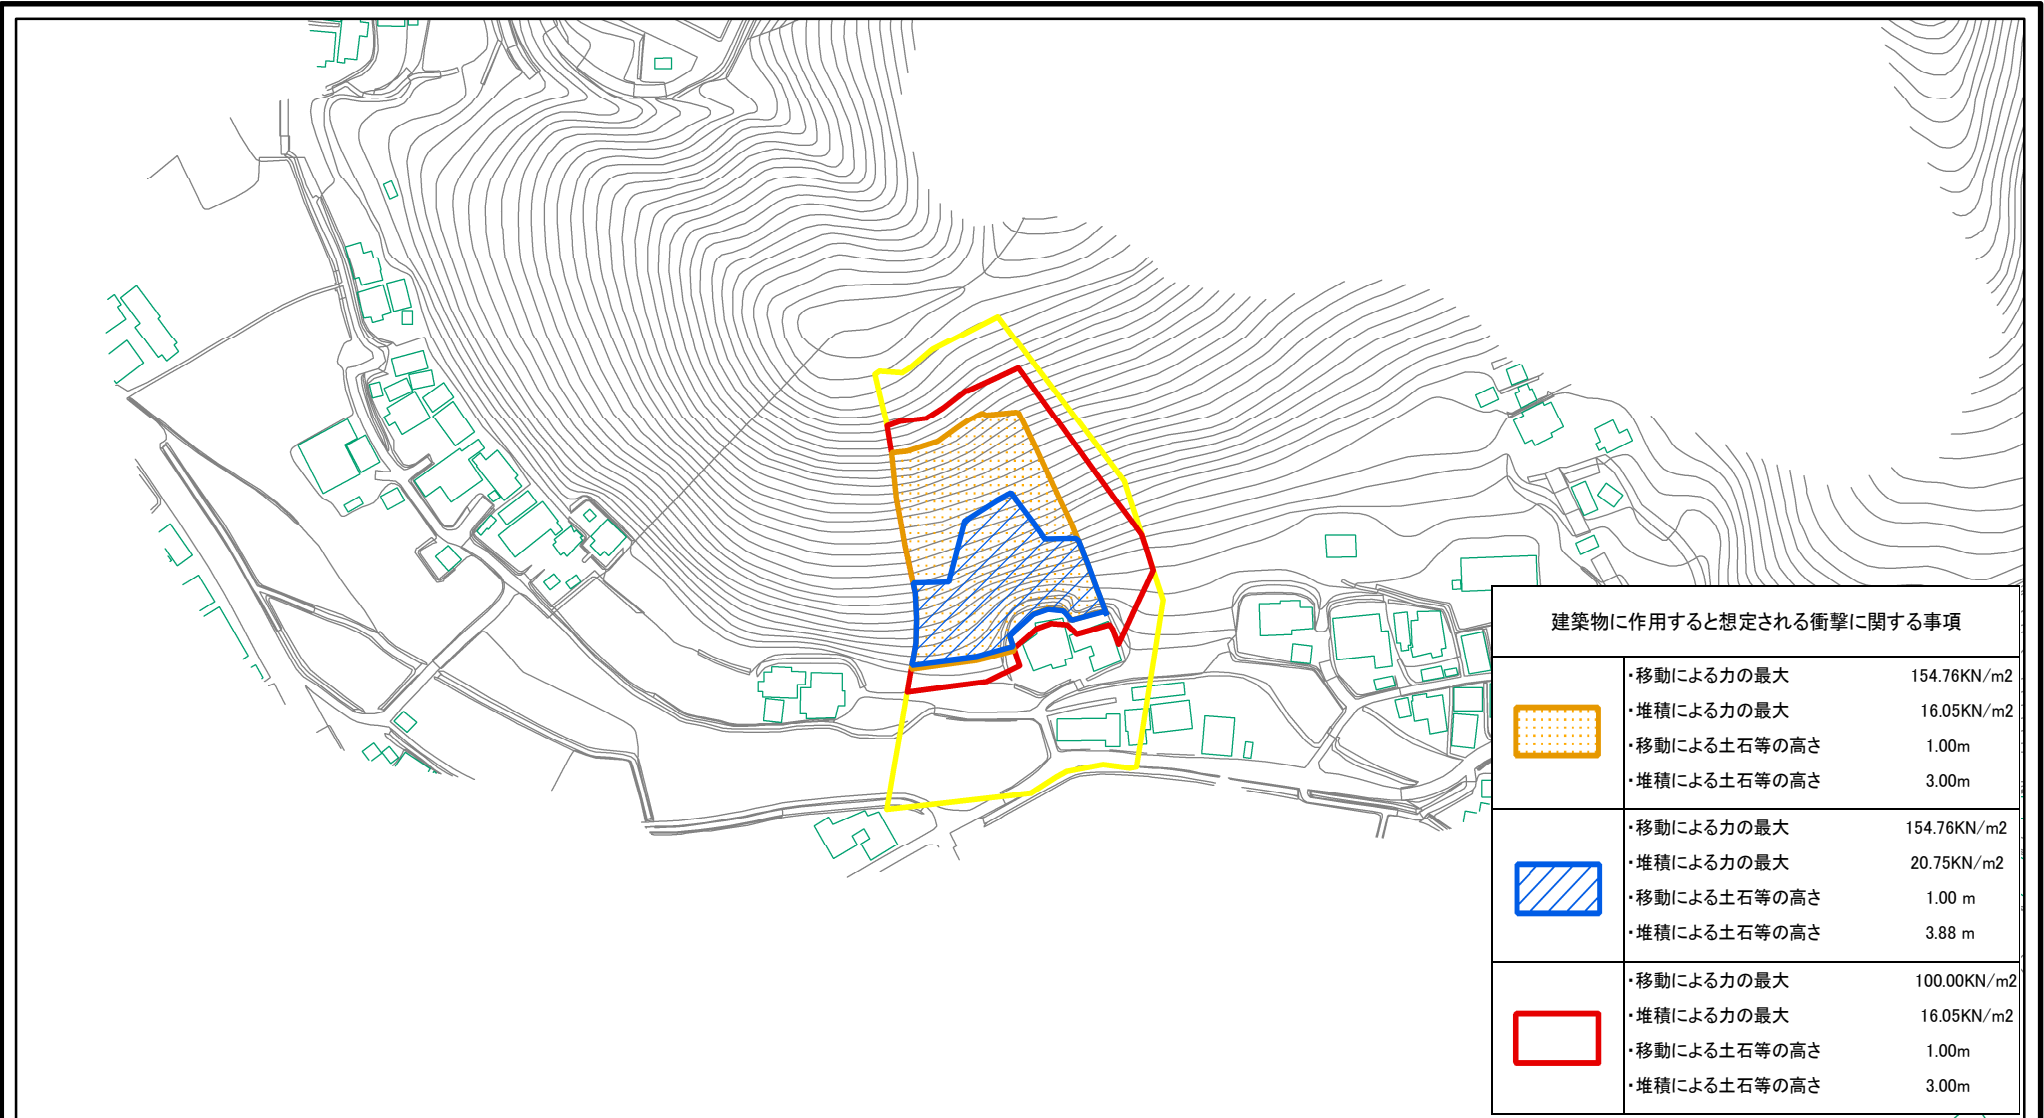 建築物に作用すると想定される衝撃に関する事項
・移動による力の最大 154.76KN/m2
・堆積による力の最大 16.05KN/m2
・移動による土石等の高さ 1.00m
・堆積による土石等の高さ 3.00m
・移動による力の最大 154.76KN/m2
・堆積による力の最大 20.75KN/m2
・移動による土石等の高さ 1.00 m
・堆積による土石等の高さ 3.88 m
・移動による力の最大 100.00KN/m2
・堆積による力の最大 16.05KN/m2
・移動による土石等の高さ 1.00m
・堆積による土石等の高さ 3.00m